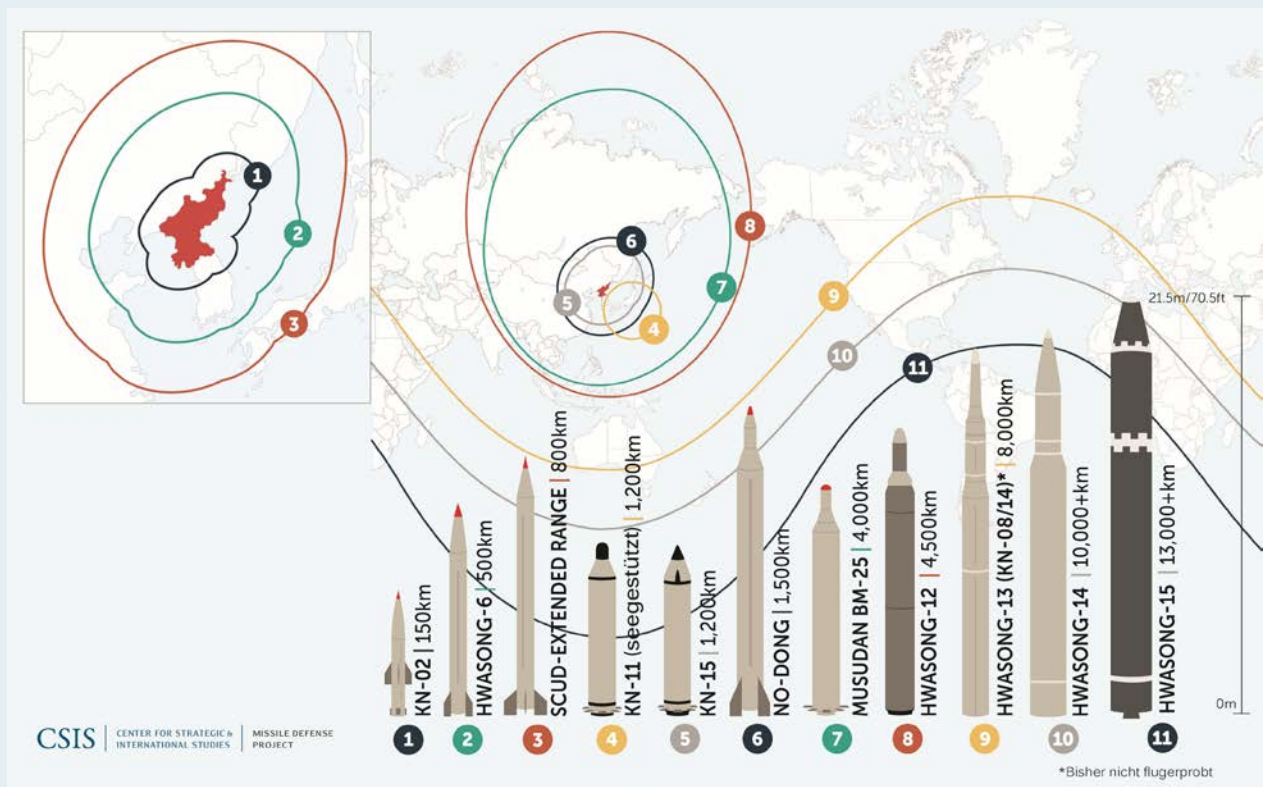 1
2
3
4
5
6
7
8
9
10
11
21.5m/70.5ft
0m
KN-02 | 150km
HWASONG-6 | 500km
SCUD-EXTENDED RANGE | 800km
KN-11 (seegestützt) | 1,200km
KN-15 | 1,200km
NO-DONG | 1,500km
MUSUDAN BM-25 | 4,000km
HWASONG-12 | 4,500km
HWASONG-13 (KN-08/14)* | 8,000km
HWASONG-14 | 10,000+km
HWASONG-15 | 13,000+km
1
2
3
4
5
6
7
8
9
10
11
CSIS | CENTER FOR STRATEGIC & | MISSILE DEFENSE
INTERNATIONAL STUDIES | PROJECT
*Bisher nicht flugerprobt